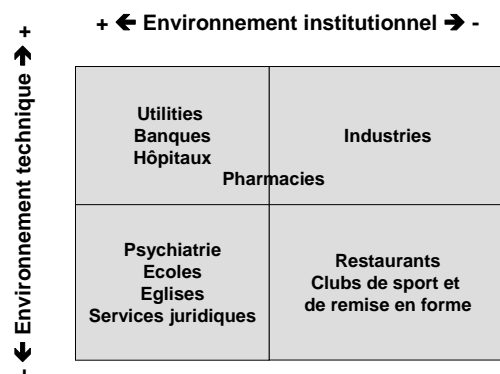 + 🡸 Environnement institutionnel 🡺 -
- 🡸 Environnement technique 🡺 +
Utilities
Banques
Hôpitaux
Industries
Pharmacies
Psychiatrie
Ecoles
Eglises
Services juridiques
Restaurants
Clubs de sport et
de remise en forme